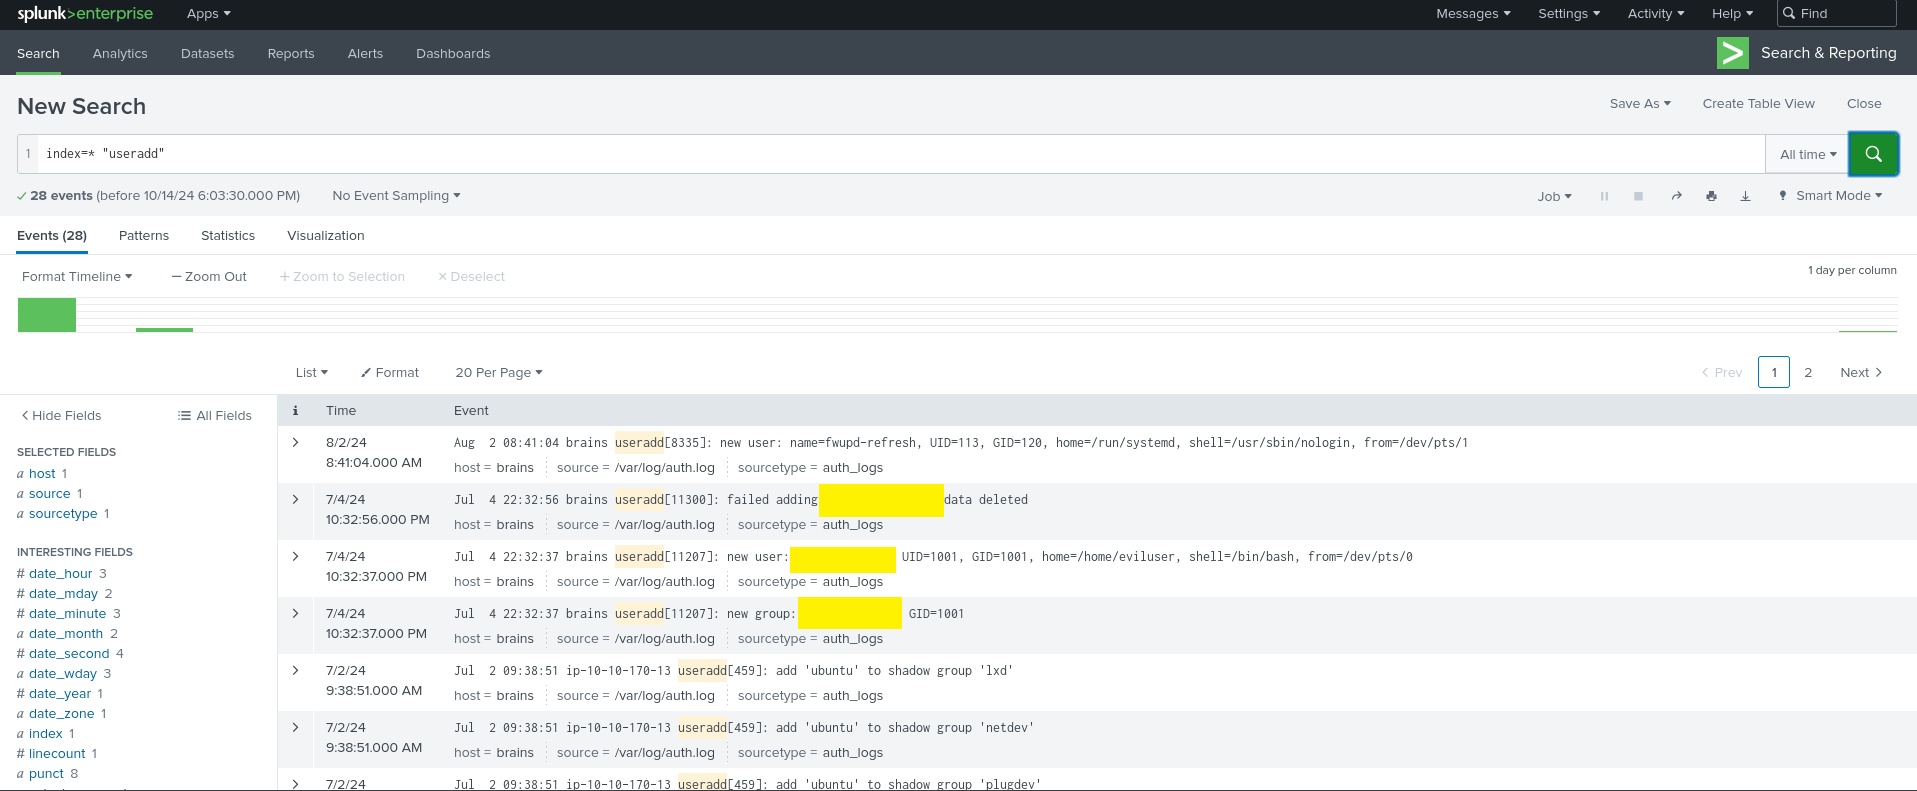 splunk>enterprise Apps Messages Settings Activity Help Find
Search Analytics Datasets Reports Alerts Dashboards Search & Reporting
New Search Save As Create Table View Close
1 index=* "useradd" All time
28 events (before 10/14/24 6:03:30.000 PM) No Event Sampling Job Smart Mode
Events (28) Patterns Statistics Visualization
Format Timeline — Zoom Out + Zoom to Selection × Deselect 1 day per column
List Format 20 Per Page < Prev 1 2 Next >
< Hide Fields All Fields
SELECTED FIELDS
a host 1
a source 1
a sourcetype 1
INTERESTING FIELDS
# date_hour 3
# date_mday 2
# date_minute 3
a date_month 2
# date_second 4
a date_wday 3
# date_year 1
a date_zone 1
a index 1
# linecount 1
a punct 8
i Time Event
> 8/2/24 Aug 2 08:41:04 brains useradd[8335]: new user: name=fwupd-refresh, UID=113, GID=120, home=/run/systemd, shell=/usr/sbin/nologin, from=/dev/pts/1
8:41:04.000 AM host = brains source = /var/log/auth.log sourcetype = auth_logs
> 7/4/24 Jul 4 22:32:56 brains useradd[11300]: failed adding data deleted
10:32:56.000 PM host = brains source = /var/log/auth.log sourcetype = auth_logs
> 7/4/24 Jul 4 22:32:37 brains useradd[11207]: new user: UID=1001, GID=1001, home=/home/eviluser, shell=/bin/bash, from=/dev/pts/0
10:32:37.000 PM host = brains source = /var/log/auth.log sourcetype = auth_logs
> 7/4/24 Jul 4 22:32:37 brains useradd[11207]: new group: GID=1001
10:32:37.000 PM host = brains source = /var/log/auth.log sourcetype = auth_logs
> 7/2/24 Jul 2 09:38:51 ip-10-10-170-13 useradd[459]: add 'ubuntu' to shadow group 'lxd'
9:38:51.000 AM host = brains source = /var/log/auth.log sourcetype = auth_logs
> 7/2/24 Jul 2 09:38:51 ip-10-10-170-13 useradd[459]: add 'ubuntu' to shadow group 'netdev'
9:38:51.000 AM host = brains source = /var/log/auth.log sourcetype = auth_logs
> 7/2/24 Jul 2 09:38:51 ip-10-10-170-13 useradd[459]: add 'ubuntu' to shadow group 'plugdev'